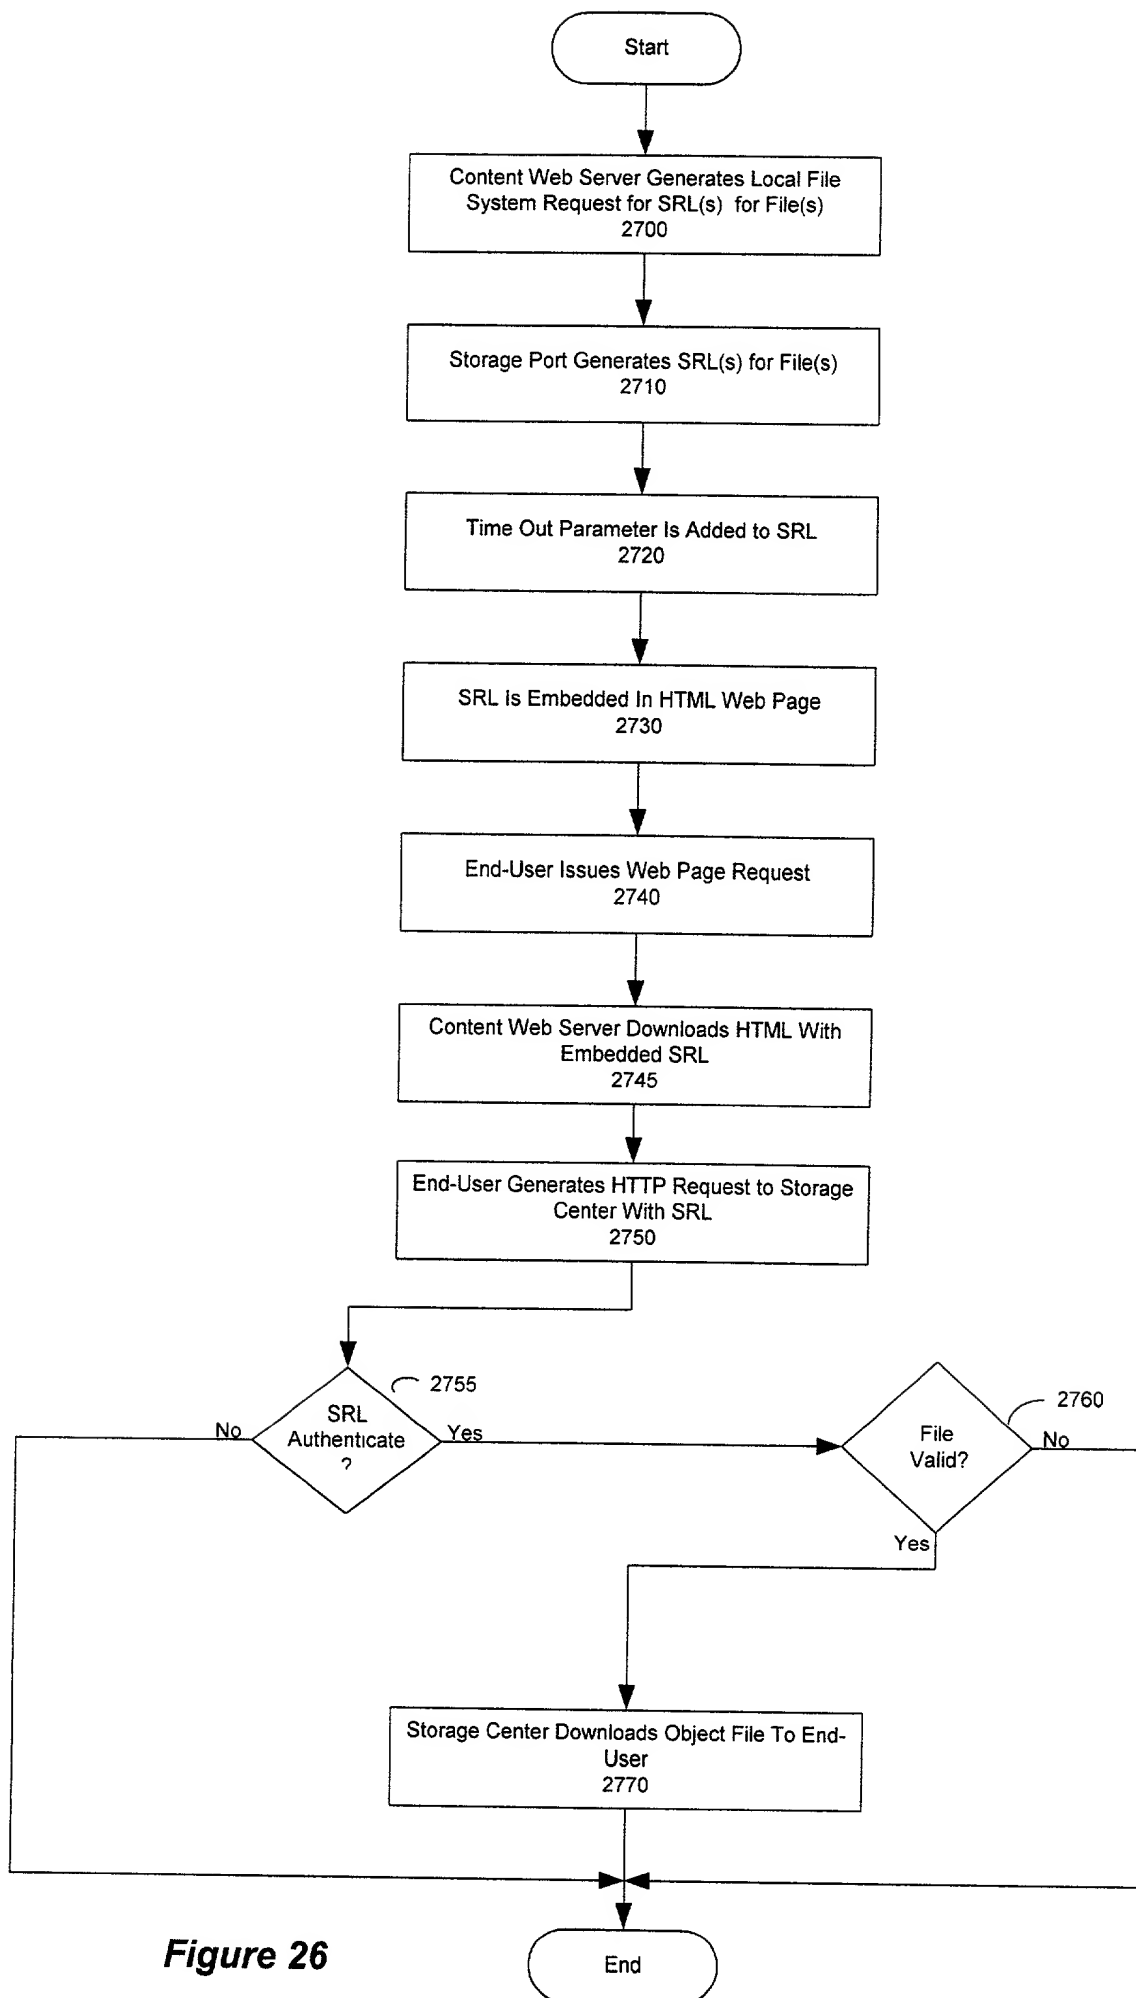 Start
Content Web Server Generates Local File
System Request for SRL(s) for File(s)
2700
Storage Port Generates SRL(s) for File(s)
2710
Time Out Parameter Is Added to SRL
2720
SRL is Embedded In HTML Web Page
2730
End-User Issues Web Page Request
2740
Content Web Server Downloads HTML With
Embedded SRL
2745
End-User Generates HTTP Request to Storage
Center With SRL
2750
2755
SRL
Authenticate
?
No
Yes
2760
File
Valid?
No
Yes
Storage Center Downloads Object File To End-
User
2770
End
Figure 26